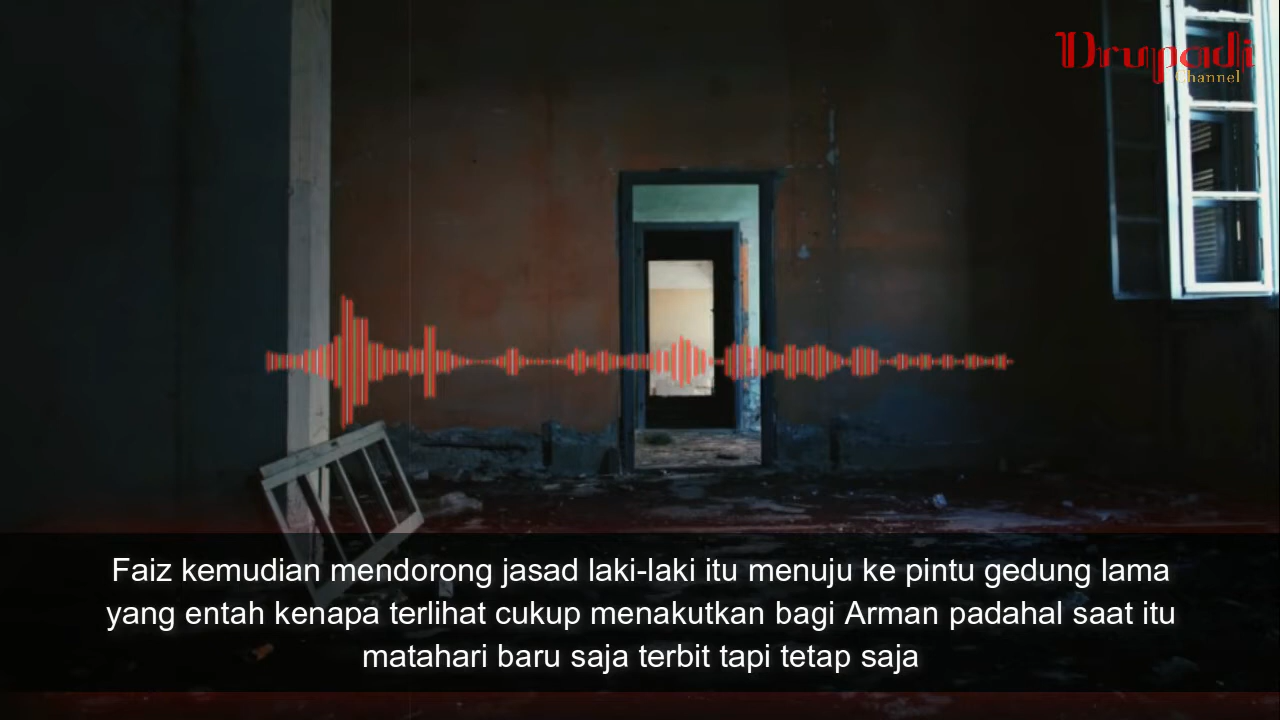 Drupadi
Channel
Faiz kemudian mendorong jasad laki-laki itu menuju ke pintu gedung lama
yang entah kenapa terlihat cukup menakutkan bagi Arman padahal saat itu
matahari baru saja terbit tapi tetap saja